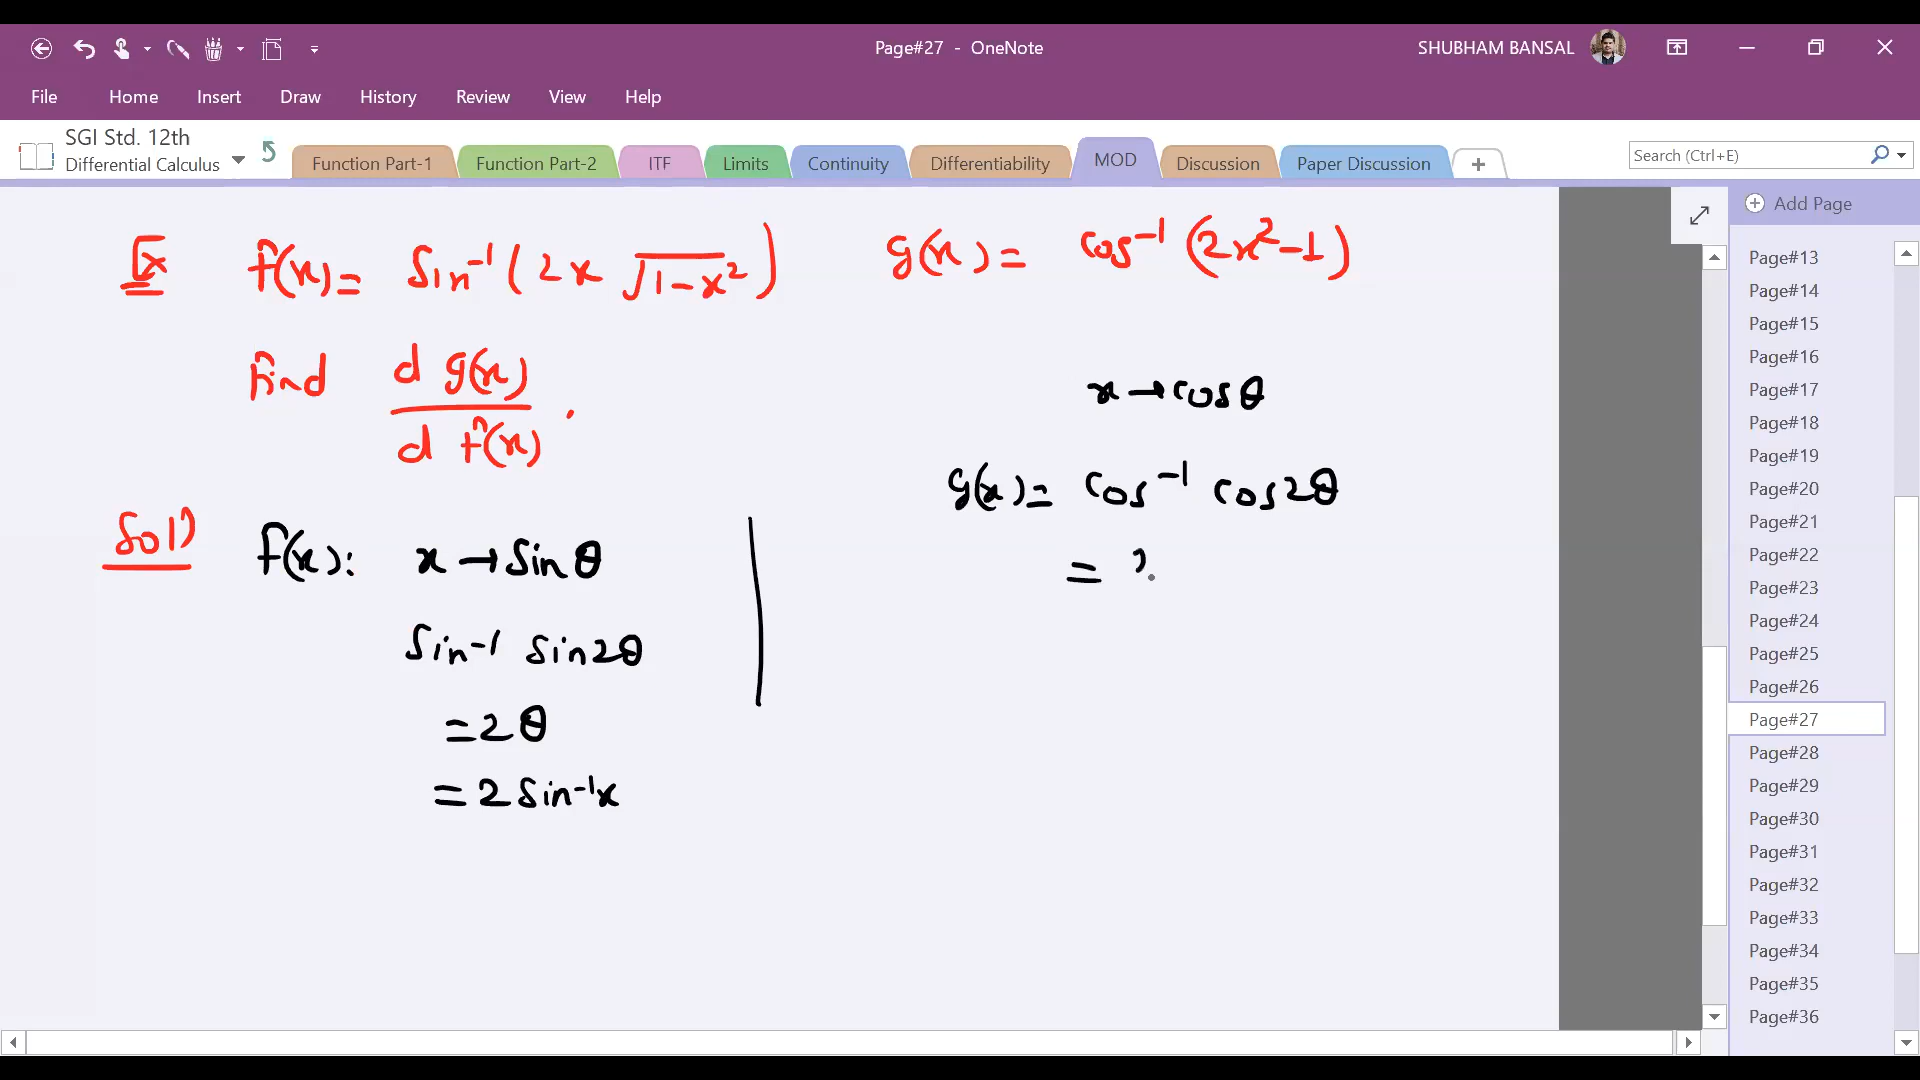 Page#27 - OneNote
SHUBHAM BANSAL
File Home Insert Draw History Review View Help
SGI Std. 12th
Differential Calculus
Function Part-1 Function Part-2 ITF Limits Continuity Differentiability MOD Discussion Paper Discussion +
Search (Ctrl+E)
Add Page
Ex f(x) = sin⁻¹(2x √(1-x²)) g(x) = cos⁻¹(2x²-1)
Find d g(x) / d f(x) .
x → cos θ
g(x) = cos⁻¹ cos2θ
=
Sol) f(x): x → sin θ
sin⁻¹ sin2θ
= 2θ
= 2 sin⁻¹x
Page#13
Page#14
Page#15
Page#16
Page#17
Page#18
Page#19
Page#20
Page#21
Page#22
Page#23
Page#24
Page#25
Page#26
Page#27
Page#28
Page#29
Page#30
Page#31
Page#32
Page#33
Page#34
Page#35
Page#36